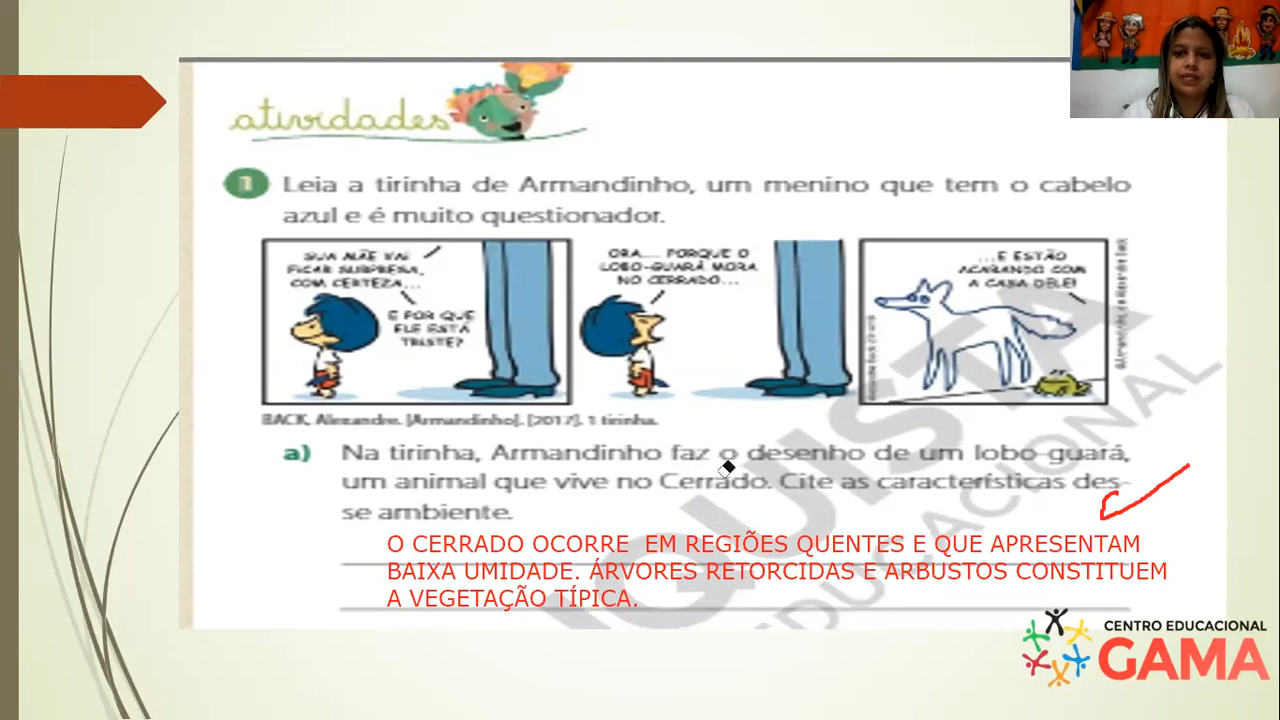 atividades
1 Leia a tirinha de Armandinho, um menino que tem o cabelo
azul e é muito questionador.
SUA MÃE VAI
FICAR SURPRESA,
COM CERTEZA...
E POR QUE
ELE ESTÁ
TRISTE?
ORA... PORQUE O
LOBO-GUARÁ MORA
NO CERRADO...
...E ESTÃO
ACABANDO COM
A CASA DELE!
BACK, Alexandre. [Armandinho]. [2017]. 1 tirinha.
a) Na tirinha, Armandinho faz o desenho de um lobo-guará,
um animal que vive no Cerrado. Cite as características des-
se ambiente.
O CERRADO OCORRE EM REGIÕES QUENTES E QUE APRESENTAM
BAIXA UMIDADE. ÁRVORES RETORCIDAS E ARBUSTOS CONSTITUEM
A VEGETAÇÃO TÍPICA.
CENTRO EDUCACIONAL
GAMA